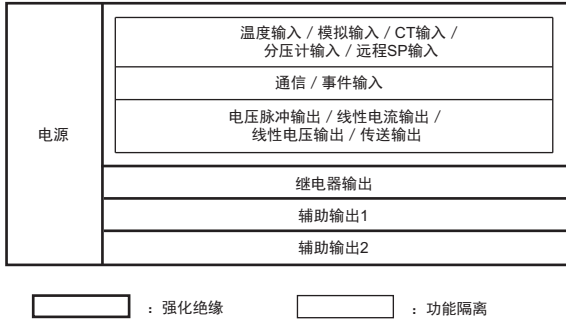 电源
温度输入 / 模拟输入 / CT输入 /
分压计输入 / 远程SP输入
通信 / 事件输入
电压脉冲输出 / 线性电流输出 /
线性电压输出 / 传送输出
继电器输出
辅助输出1
辅助输出2
：强化绝缘
：功能隔离